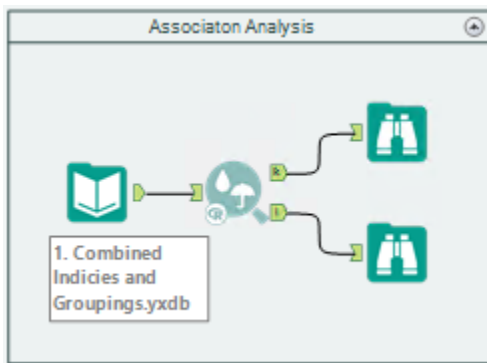 Associaton Analysis
R
I
R
1. Combined
Indicies and
Groupings.yxdb